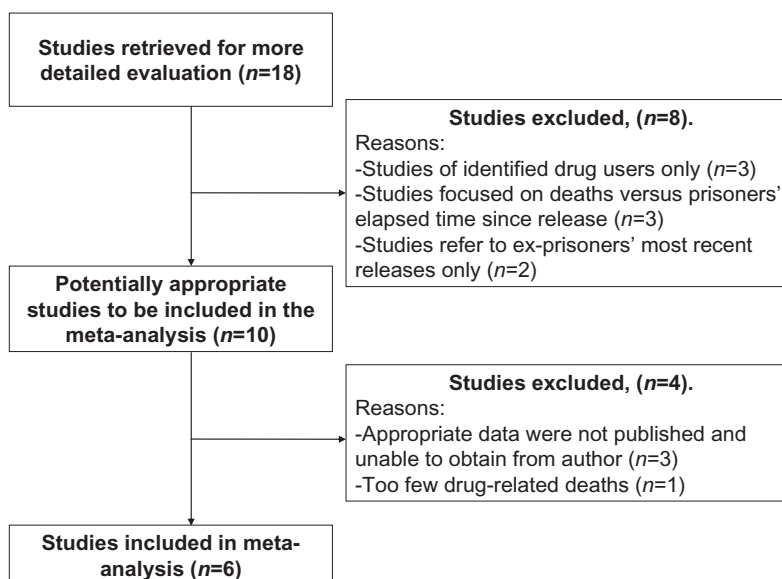 Studies retrieved for more
detailed evaluation (n=18)
Studies excluded, (n=8).
Reasons:
-Studies of identified drug users only (n=3)
-Studies focused on deaths versus prisoners’
elapsed time since release (n=3)
-Studies refer to ex-prisoners’ most recent
releases only (n=2)
Potentially appropriate
studies to be included in the
meta-analysis (n=10)
Studies excluded, (n=4).
Reasons:
-Appropriate data were not published and
unable to obtain from author (n=3)
-Too few drug-related deaths (n=1)
Studies included in meta-
analysis (n=6)